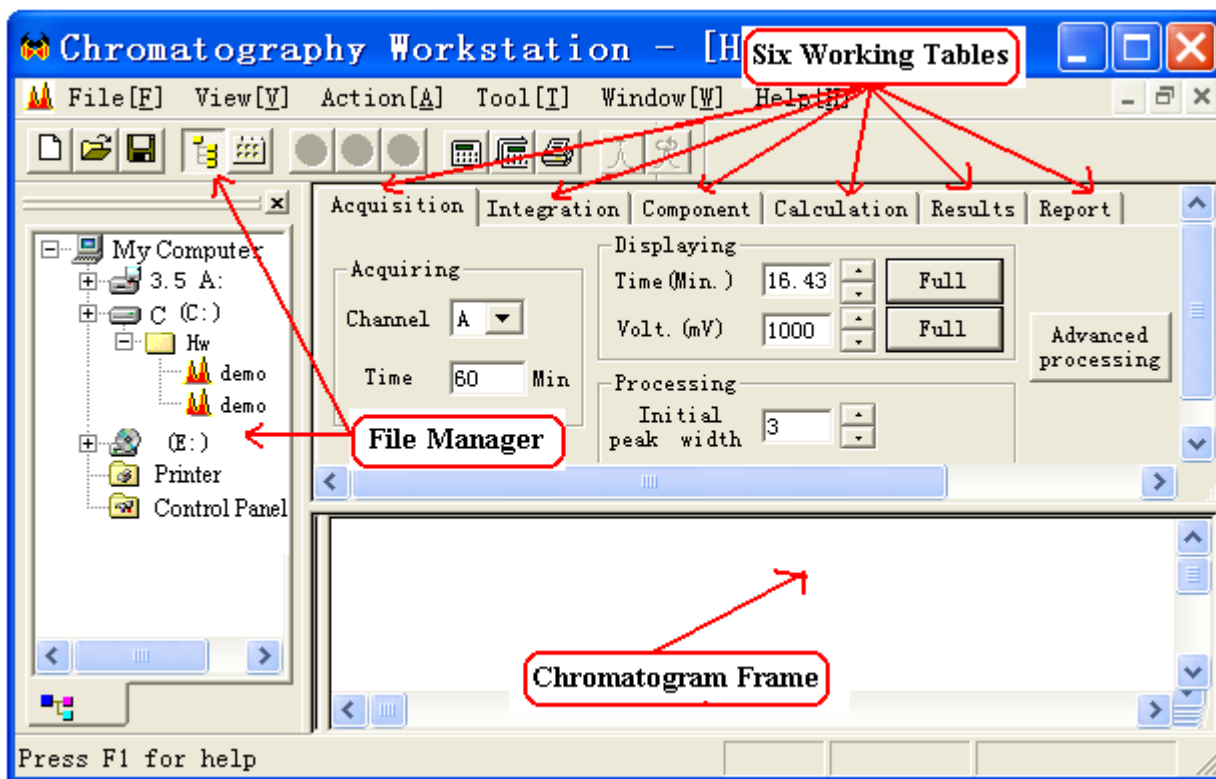 Chromatography Workstation - [H
Six Working Tables
File[F] View[V] Action[A] Tool[T] Window[W] Help[H]
Acquisition Integration Component Calculation Results Report
My Computer
3.5 A:
C (C:)
Hw
demo
demo
(E:)
Printer
Control Panel
Acquiring
Channel A
Time 60 Min
Displaying
Time(Min.) 16.43 Full
Volt.(mV) 1000 Full
Processing
Initial
peak width 3
Advanced
processing
File Manager
Chromatogram Frame
Press F1 for help